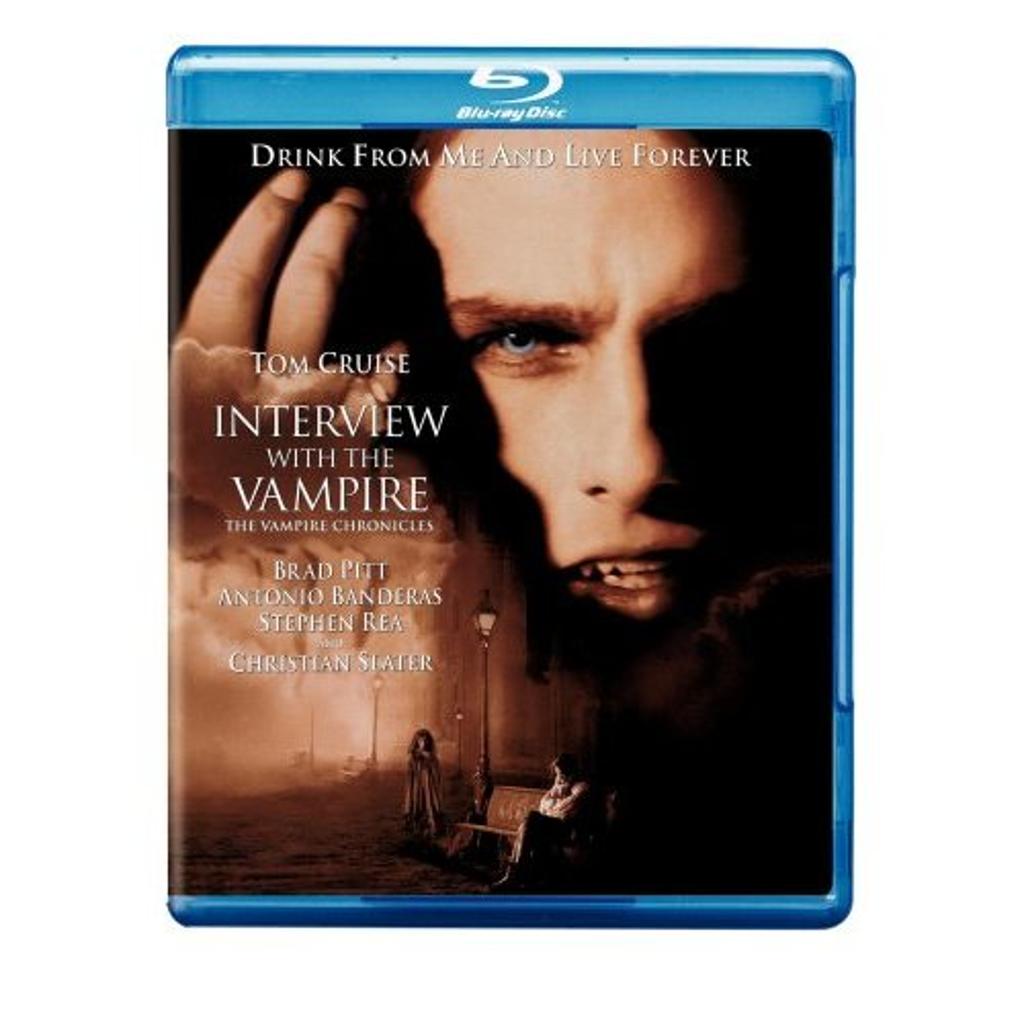 Blu-ray Disc
DRINK FROM ME AND LIVE FOREVER
TOM CRUISE
INTERVIEW
WITH THE
VAMPIRE
THE VAMPIRE CHRONICLES
BRAD PITT
ANTONIO BANDERAS
STEPHEN REA
AND
CHRISTIAN SLATER